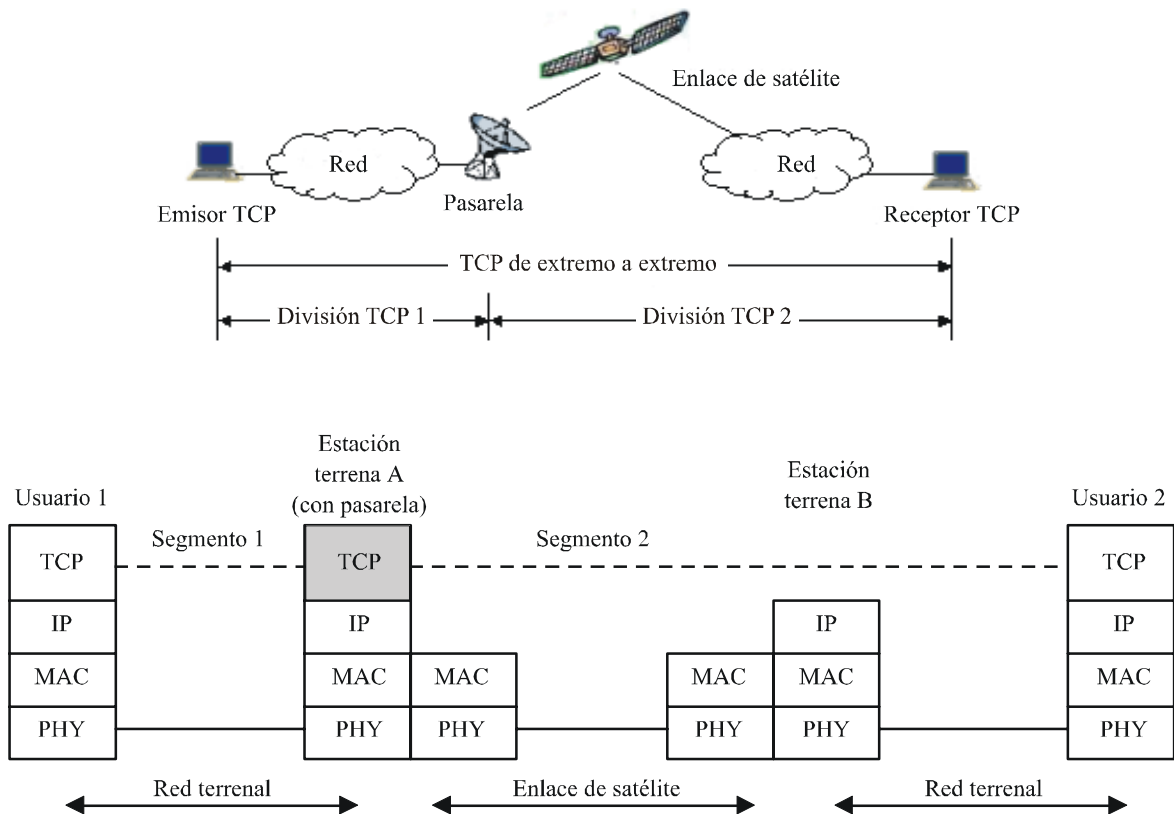 Enlace de satélite
Red
Red
Pasarela
Emisor TCP
Receptor TCP
TCP de extremo a extremo
División TCP 1
División TCP 2
Estación
terrena A
(con pasarela)
Estación
terrena B
Usuario 1
Usuario 2
Segmento 1
Segmento 2
TCP
TCP
TCP
IP
IP
IP
IP
MAC
MAC
MAC
MAC
MAC
MAC
PHY
PHY
PHY
PHY
PHY
PHY
Red terrenal
Enlace de satélite
Red terrenal